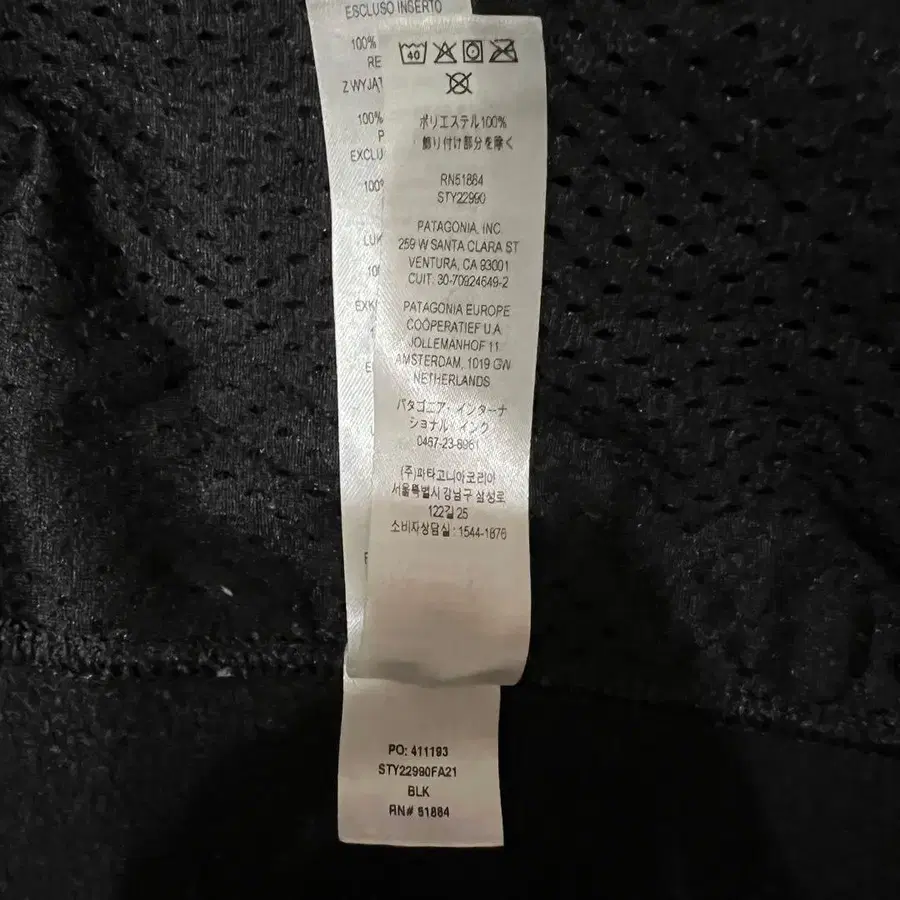 ESCLUSO INSERTO
100%
RE
ZWYJĄT
100%
P
EXCLU
100%
LUK
10
EXK
E
40
ポリエステル100%
飾り付け部分を除く
RN51884
STY22990
PATAGONIA, INC
259 W SANTA CLARA ST
VENTURA, CA 93001
CUIT: 30-70924649-2
PATAGONIA EUROPE
COÖPERATIEF U.A.
JOLLEMANHOF 11
AMSTERDAM, 1019 GW
NETHERLANDS
パタゴニア・インターナ
ショナル・インク
0467-23-8961
(주)파타고니아코리아
서울특별시 강남구 삼성로
122길 25
소비자상담실 : 1544-1876
PO: 411193
STY22990FA21
BLK
RN# 51884